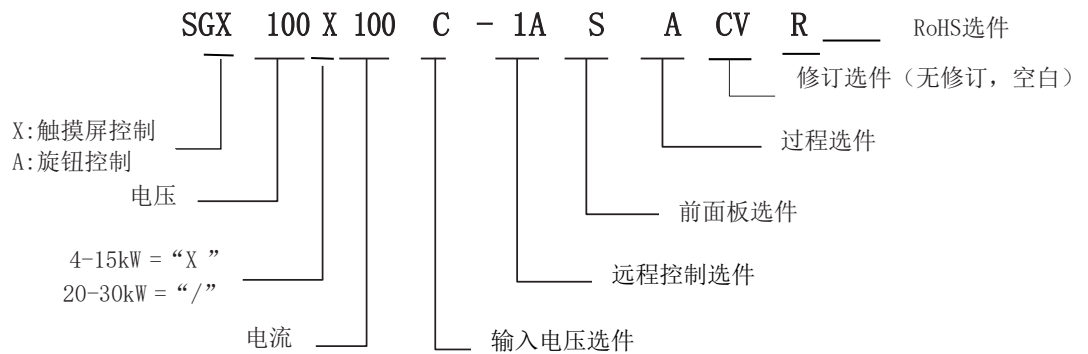 SGX 100 X 100 C - 1A S A CV R RoHS选件
修订选件（无修订，空白）
X:触摸屏控制
A:旋钮控制
过程选件
电压
前面板选件
4-15kW = “X ”
20-30kW = “/”
远程控制选件
电流
输入电压选件